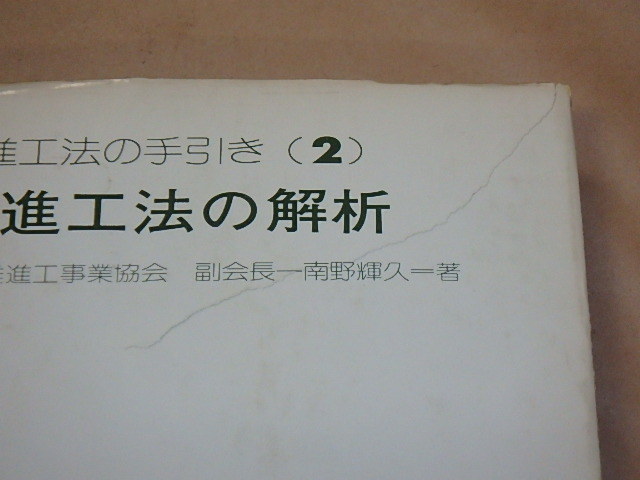 進工法の手引き（2）
進工法の解析
推進工事業協会　副会長―南野輝久＝著